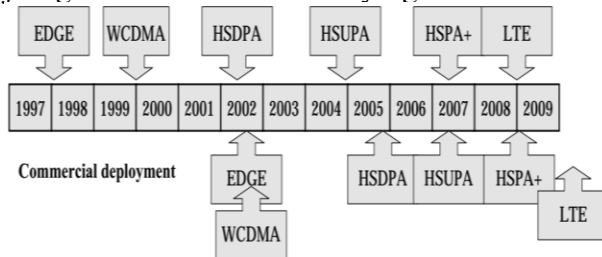 EDGE WCDMA HSDPA HSUPA HSPA+ LTE
1997 1998 1999 2000 2001 2002 2003 2004 2005 2006 2007 2008 2009
Commercial deployment
EDGE HSDPA HSUPA HSPA+
LTE
WCDMA